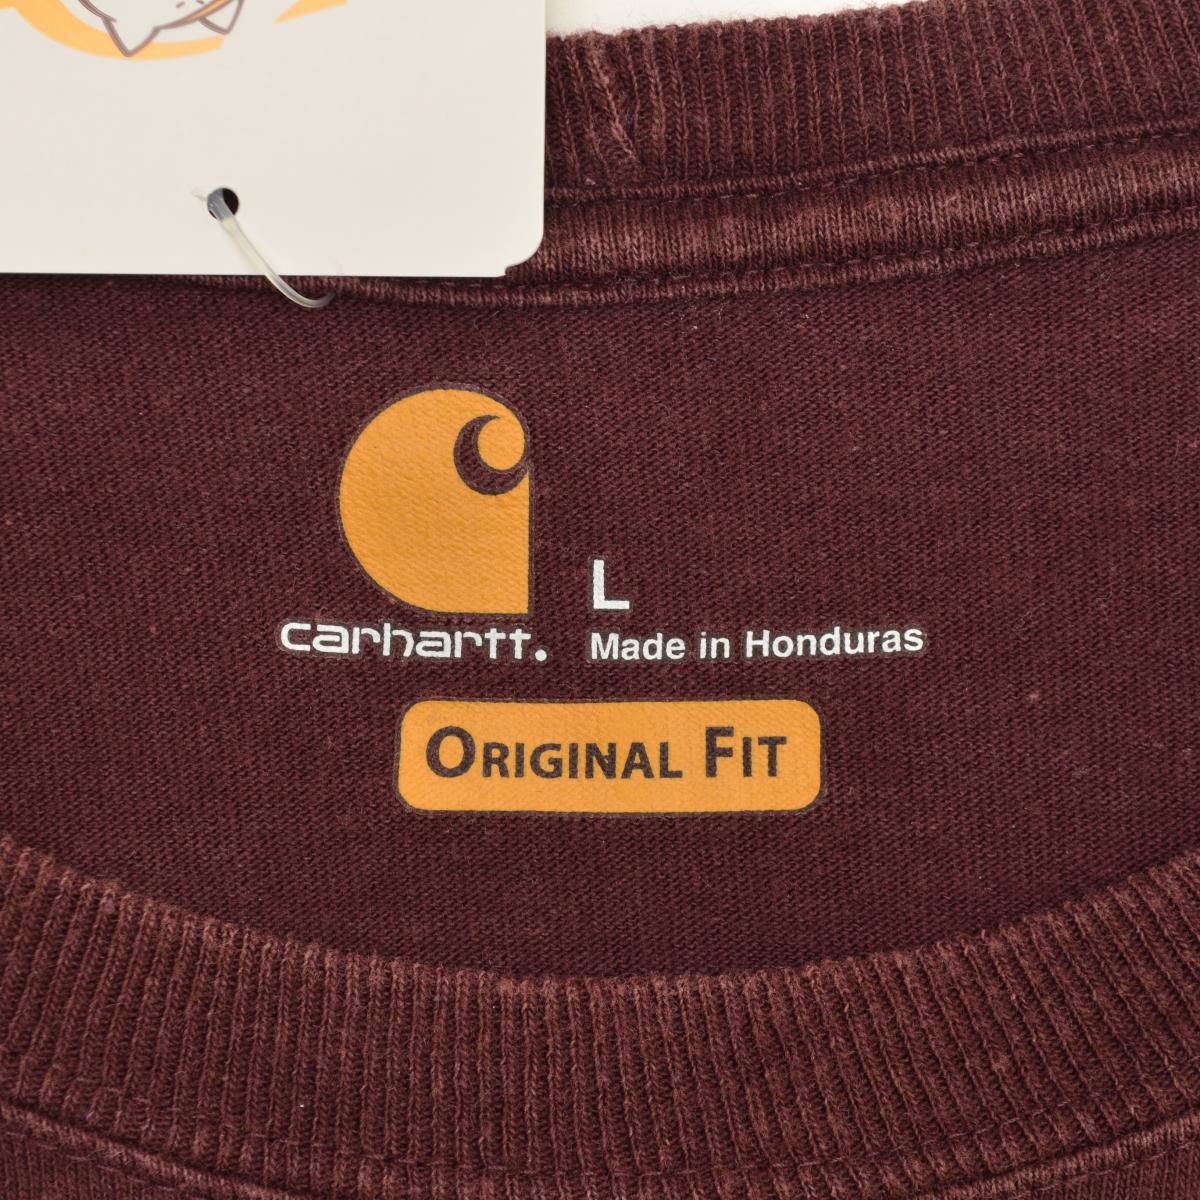 L
carhartt.
Made in Honduras
ORIGINAL FIT